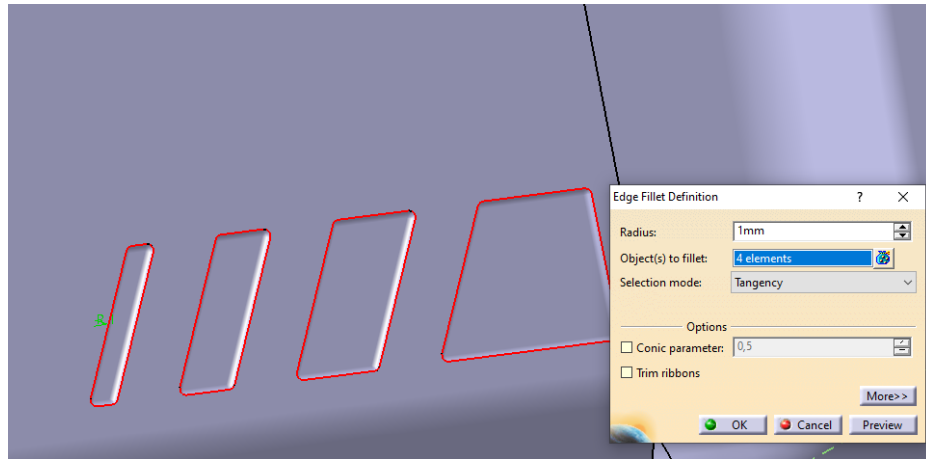 Edge Fillet Definition ? X
Radius: 1mm
Object(s) to fillet: 4 elements
Selection mode: Tangency
Options
Conic parameter: 0,5
Trim ribbons
More>>
OK Cancel Preview